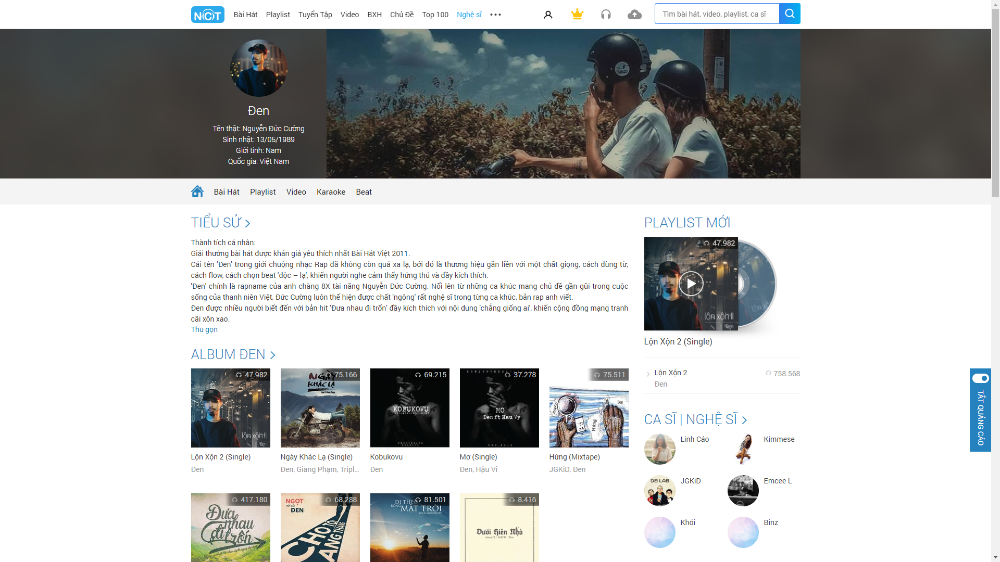 NCT Bài Hát Playlist Tuyển Tập Video BXH Chủ Đề Top 100 Nghệ sĩ
Tìm bài hát, video, playlist, ca sĩ
Đen
Tên thật: Nguyễn Đức Cường
Sinh nhật: 13/05/1989
Giới tính: Nam
Quốc gia: Việt Nam
Bài Hát Playlist Video Karaoke Beat
TIỂU SỬ
Thành tích cá nhân:
Giải thưởng bài hát được khán giả yêu thích nhất Bài Hát Việt 2011.
Cái tên 'Đen' trong giới chuộng nhạc Rap đã không còn quá xa lạ, bởi đó là thương hiệu gắn liền với một chất giọng, cách dùng từ,
cách flow, cách chọn beat 'độc – lạ', khiến người nghe cảm thấy hứng thú và đầy kích thích.
'Đen' chính là rapname của anh chàng 8X tài năng Nguyễn Đức Cường. Nổi lên từ những ca khúc mang chủ đề gần gũi trong cuộc
sống của thanh niên Việt, Đức Cường luôn thể hiện được chất 'ngông' rất nghệ sĩ trong từng ca khúc, bản rap anh viết.
Đen được nhiều người biết đến với bản hit 'Đưa nhau đi trốn' đầy kích thích với nội dung 'chẳng giống ai', khiến cộng đồng mạng tranh
cãi xôn xao.
Thu gọn
ALBUM ĐEN
47.982
lộn xộn II
Đen
Lộn Xộn 2 (Single)
Đen
75.166
NGÀY
KHÁC LẠ
Ngày Khác Lạ (Single)
Đen, Giang Phạm, Tripl...
69.215
KOBUKOVU
Kobukovu
Đen
37.278
MO
Den ft Hau Vy
Mơ (Single)
Đen, Hậu Vi
75.511
Đen
Hứng
Hứng (Mixtape)
JGKiD, Đen
417.180
Đưa
nhau
đi trốn
68.288
NGỌT
ĐEN
CHO TÔI
LANG THANG
81.501
ĐI THEO
BÓNG
MẶT TRỜI
8.416
Dưới Hiên Nhà
Emcee L - JGKiD - Đen
PLAYLIST MỚI
47.982
lộn xộn II
Đen
Lộn Xộn 2 (Single)
Lộn Xộn 2
758.568
Đen
CA SĨ | NGHỆ SĨ
Linh Cáo
Kimmese
DA LAB
JGKiD
Emcee L
Khói
Binz
TẮT QUẢNG CÁO